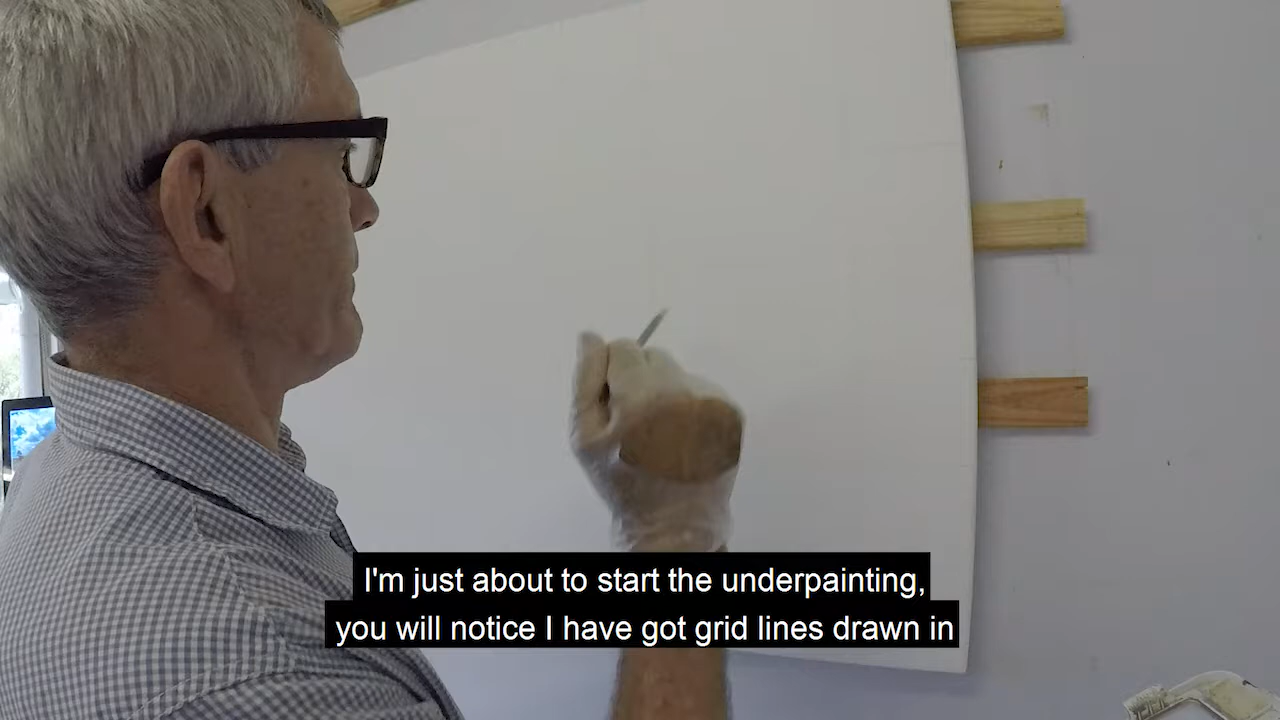 I'm just about to start the underpainting,
you will notice I have got grid lines drawn in